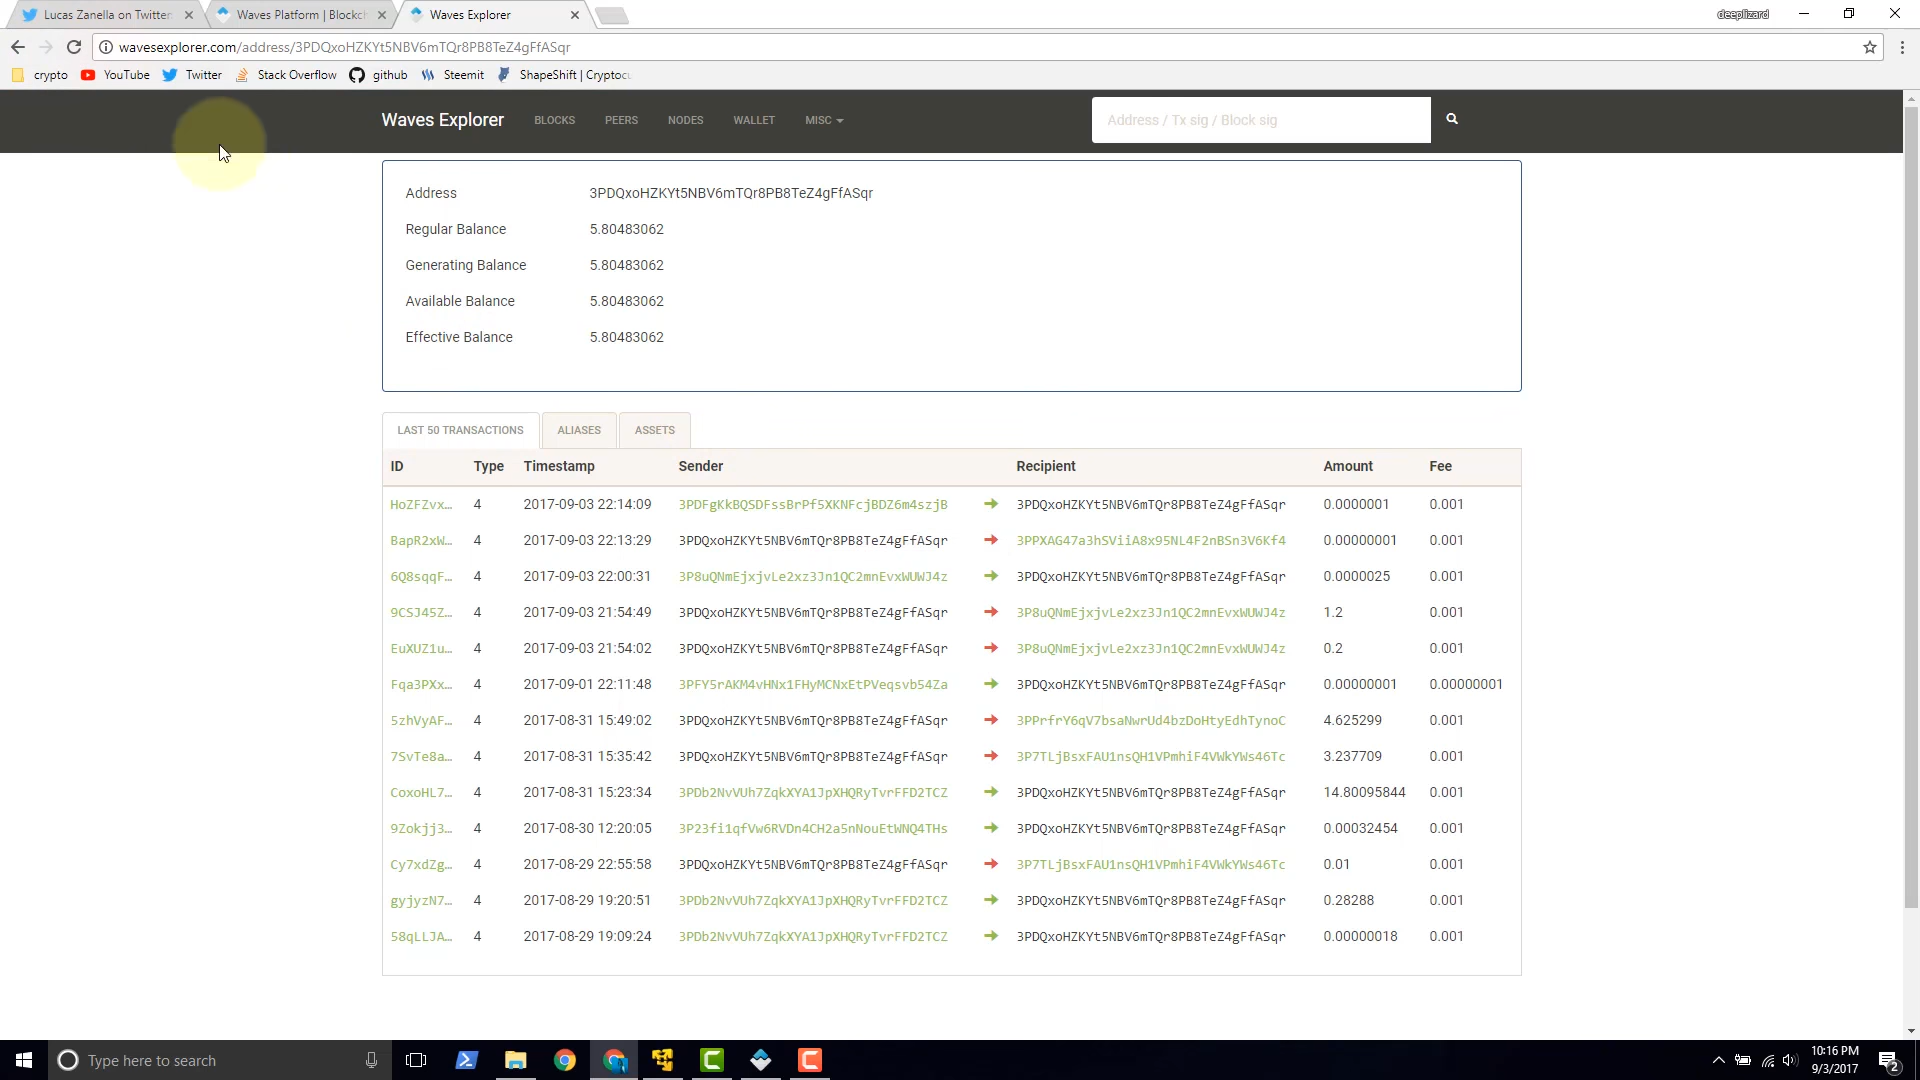 Lucas Zanella on Twitter
Waves Platform | Blockch
Waves Explorer
deeplizard
wavesexplorer.com/address/3PDQxoHZKYt5NBV6mTQr8PB8TeZ4gFfASqr
crypto YouTube Twitter Stack Overflow github Steemit ShapeShift | Cryptocu
Waves Explorer BLOCKS PEERS NODES WALLET MISC Address / Tx sig / Block sig
Address 3PDQxoHZKYt5NBV6mTQr8PB8TeZ4gFfASqr
Regular Balance 5.80483062
Generating Balance 5.80483062
Available Balance 5.80483062
Effective Balance 5.80483062
LAST 50 TRANSACTIONS ALIASES ASSETS
ID Type Timestamp Sender Recipient Amount Fee
HoZFZvx… 4 2017-09-03 22:14:09 3PDFgKkBQSDFssBrPf5XKNFcjBDZ6m4szjB 3PDQxoHZKYt5NBV6mTQr8PB8TeZ4gFfASqr 0.0000001 0.001
BapR2xW… 4 2017-09-03 22:13:29 3PDQxoHZKYt5NBV6mTQr8PB8TeZ4gFfASqr 3PPXAG47a3hSViiA8x95NL4F2nBSn3V6Kf4 0.00000001 0.001
6Q8sqqF… 4 2017-09-03 22:00:31 3P8uQNmEjxjvLe2xz3Jn1QC2mnEvxWUWJ4z 3PDQxoHZKYt5NBV6mTQr8PB8TeZ4gFfASqr 0.0000025 0.001
9CSJ45Z… 4 2017-09-03 21:54:49 3PDQxoHZKYt5NBV6mTQr8PB8TeZ4gFfASqr 3P8uQNmEjxjvLe2xz3Jn1QC2mnEvxWUWJ4z 1.2 0.001
EuXUZ1u… 4 2017-09-03 21:54:02 3PDQxoHZKYt5NBV6mTQr8PB8TeZ4gFfASqr 3P8uQNmEjxjvLe2xz3Jn1QC2mnEvxWUWJ4z 0.2 0.001
Fqa3PXx… 4 2017-09-01 22:11:48 3PFY5rAKM4vHNx1FHyMCNxEtPVeqsvb54Za 3PDQxoHZKYt5NBV6mTQr8PB8TeZ4gFfASqr 0.00000001 0.00000001
5zhVyAF… 4 2017-08-31 15:49:02 3PDQxoHZKYt5NBV6mTQr8PB8TeZ4gFfASqr 3PPrfrY6qV7bsaNwrUd4bzDoHtyEdhTynoC 4.625299 0.001
7SvTe8a… 4 2017-08-31 15:35:42 3PDQxoHZKYt5NBV6mTQr8PB8TeZ4gFfASqr 3P7TLjBsxFAU1nsQH1VPmhiF4VWkYWs46Tc 3.237709 0.001
CoxoHL7… 4 2017-08-31 15:23:34 3PDb2NvVUh7ZqkXYA1JpXHQRyTvrFFD2TCZ 3PDQxoHZKYt5NBV6mTQr8PB8TeZ4gFfASqr 14.80095844 0.001
9Zokjj3… 4 2017-08-30 12:20:05 3P23fi1qfVw6RVDn4CH2a5nNouEtWNQ4THs 3PDQxoHZKYt5NBV6mTQr8PB8TeZ4gFfASqr 0.00032454 0.001
Cy7xdZg… 4 2017-08-29 22:55:58 3PDQxoHZKYt5NBV6mTQr8PB8TeZ4gFfASqr 3P7TLjBsxFAU1nsQH1VPmhiF4VWkYWs46Tc 0.01 0.001
gyjyzN7… 4 2017-08-29 19:20:51 3PDb2NvVUh7ZqkXYA1JpXHQRyTvrFFD2TCZ 3PDQxoHZKYt5NBV6mTQr8PB8TeZ4gFfASqr 0.28288 0.001
58qLLJA… 4 2017-08-29 19:09:24 3PDb2NvVUh7ZqkXYA1JpXHQRyTvrFFD2TCZ 3PDQxoHZKYt5NBV6mTQr8PB8TeZ4gFfASqr 0.00000018 0.001
Type here to search
10:16 PM
9/3/2017
2